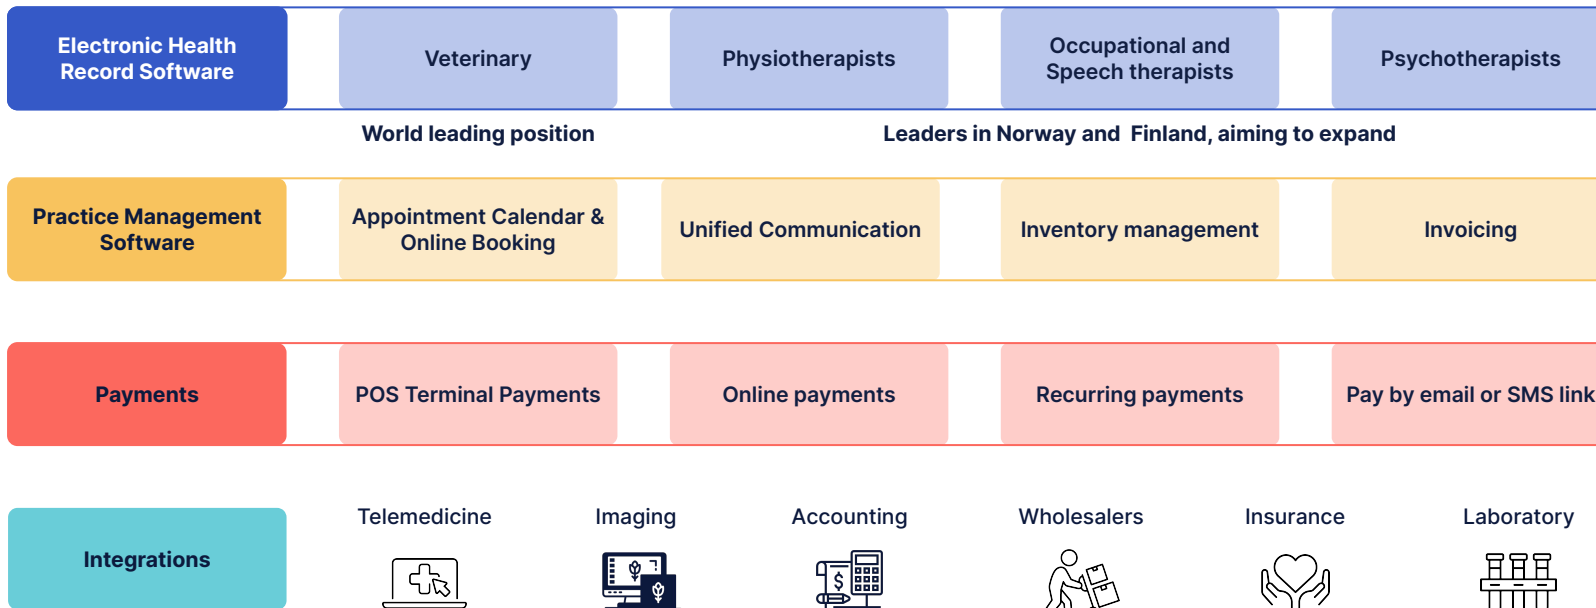 Electronic Health
Record Software
Veterinary
Physiotherapists
Occupational and
Speech therapists
Psychotherapists
World leading position
Leaders in Norway and  Finland, aiming to expand
Practice Management
Software
Appointment Calendar &
Online Booking
Unified Communication
Inventory management
Invoicing
Payments
POS Terminal Payments
Online payments
Recurring payments
Pay by email or SMS link
Integrations
Telemedicine
Imaging
Accounting
Wholesalers
Insurance
Laboratory
$